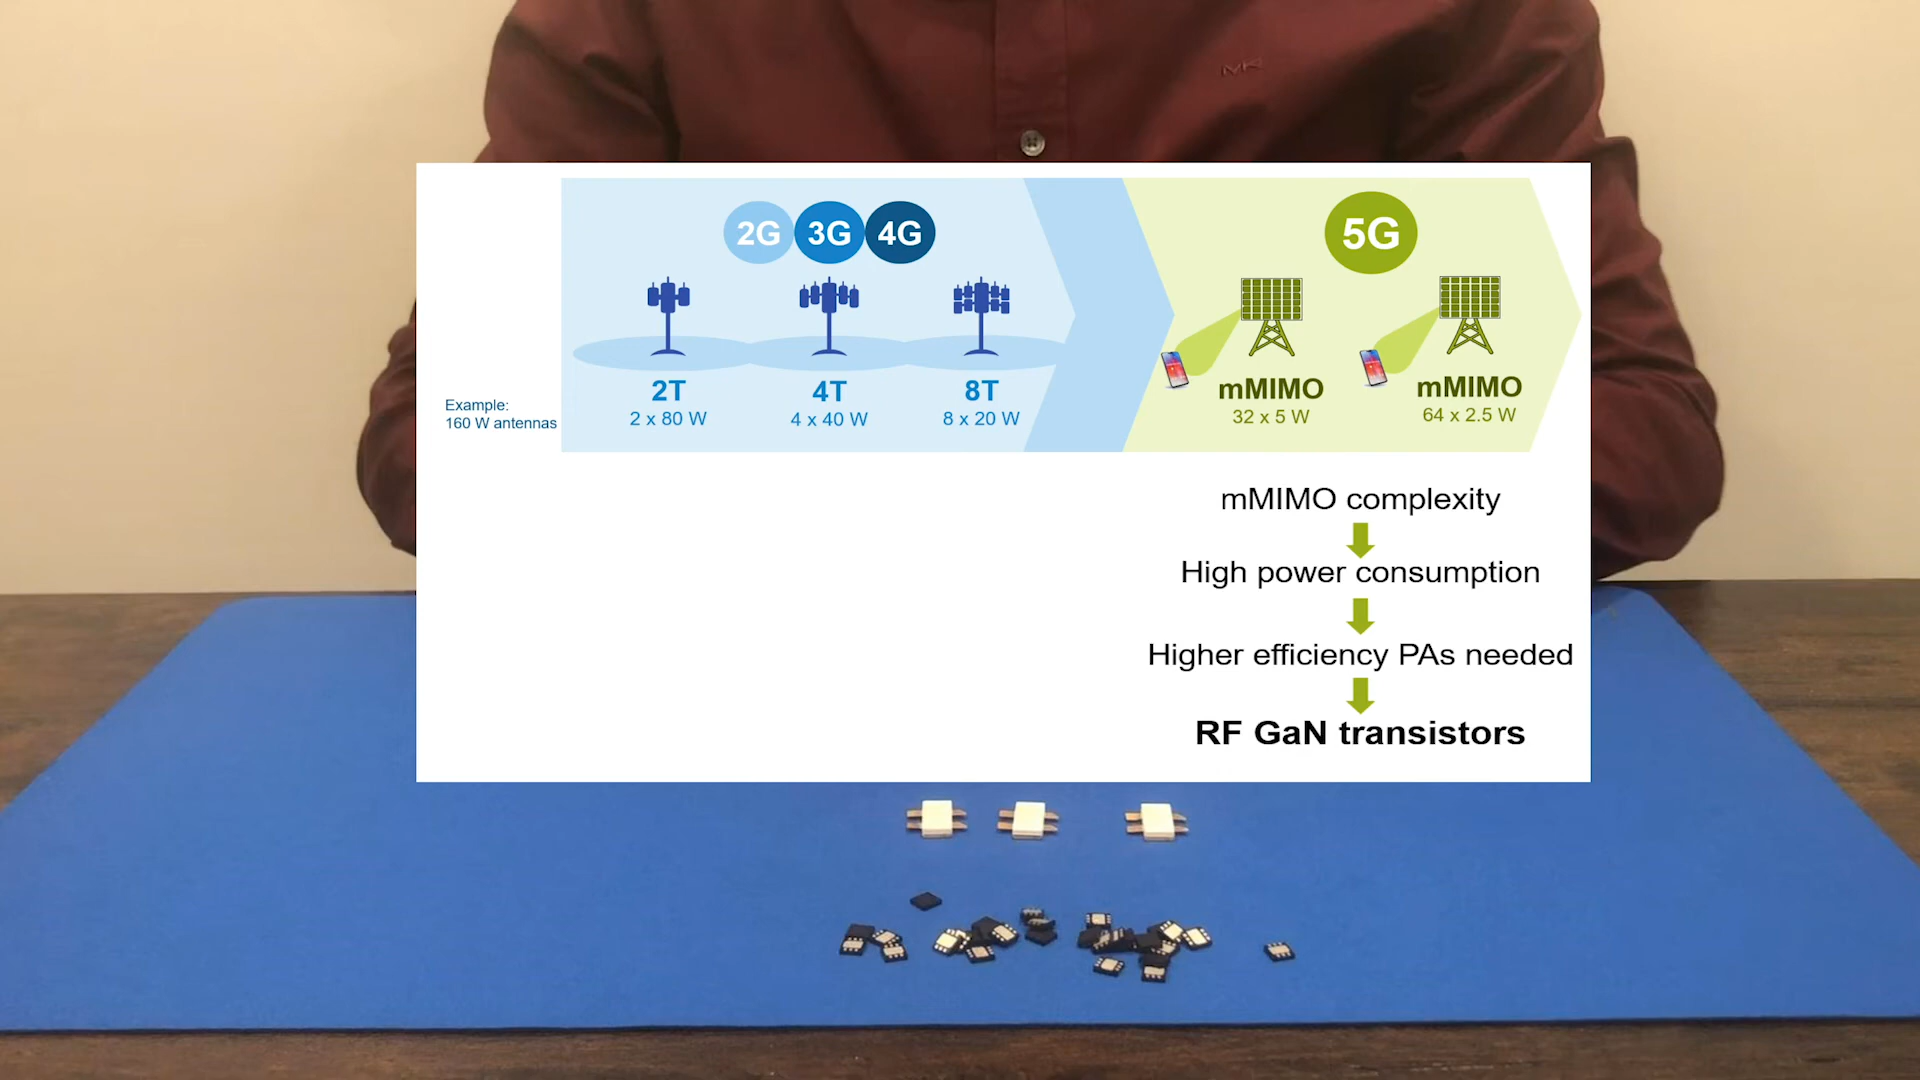 MK
2G 3G 4G
5G
2T
4T
8T
mMIMO
mMIMO
Example:
160 W antennas
2 x 80 W
4 x 40 W
8 x 20 W
32 x 5 W
64 x 2.5 W
mMIMO complexity
High power consumption
Higher efficiency PAs needed
RF GaN transistors